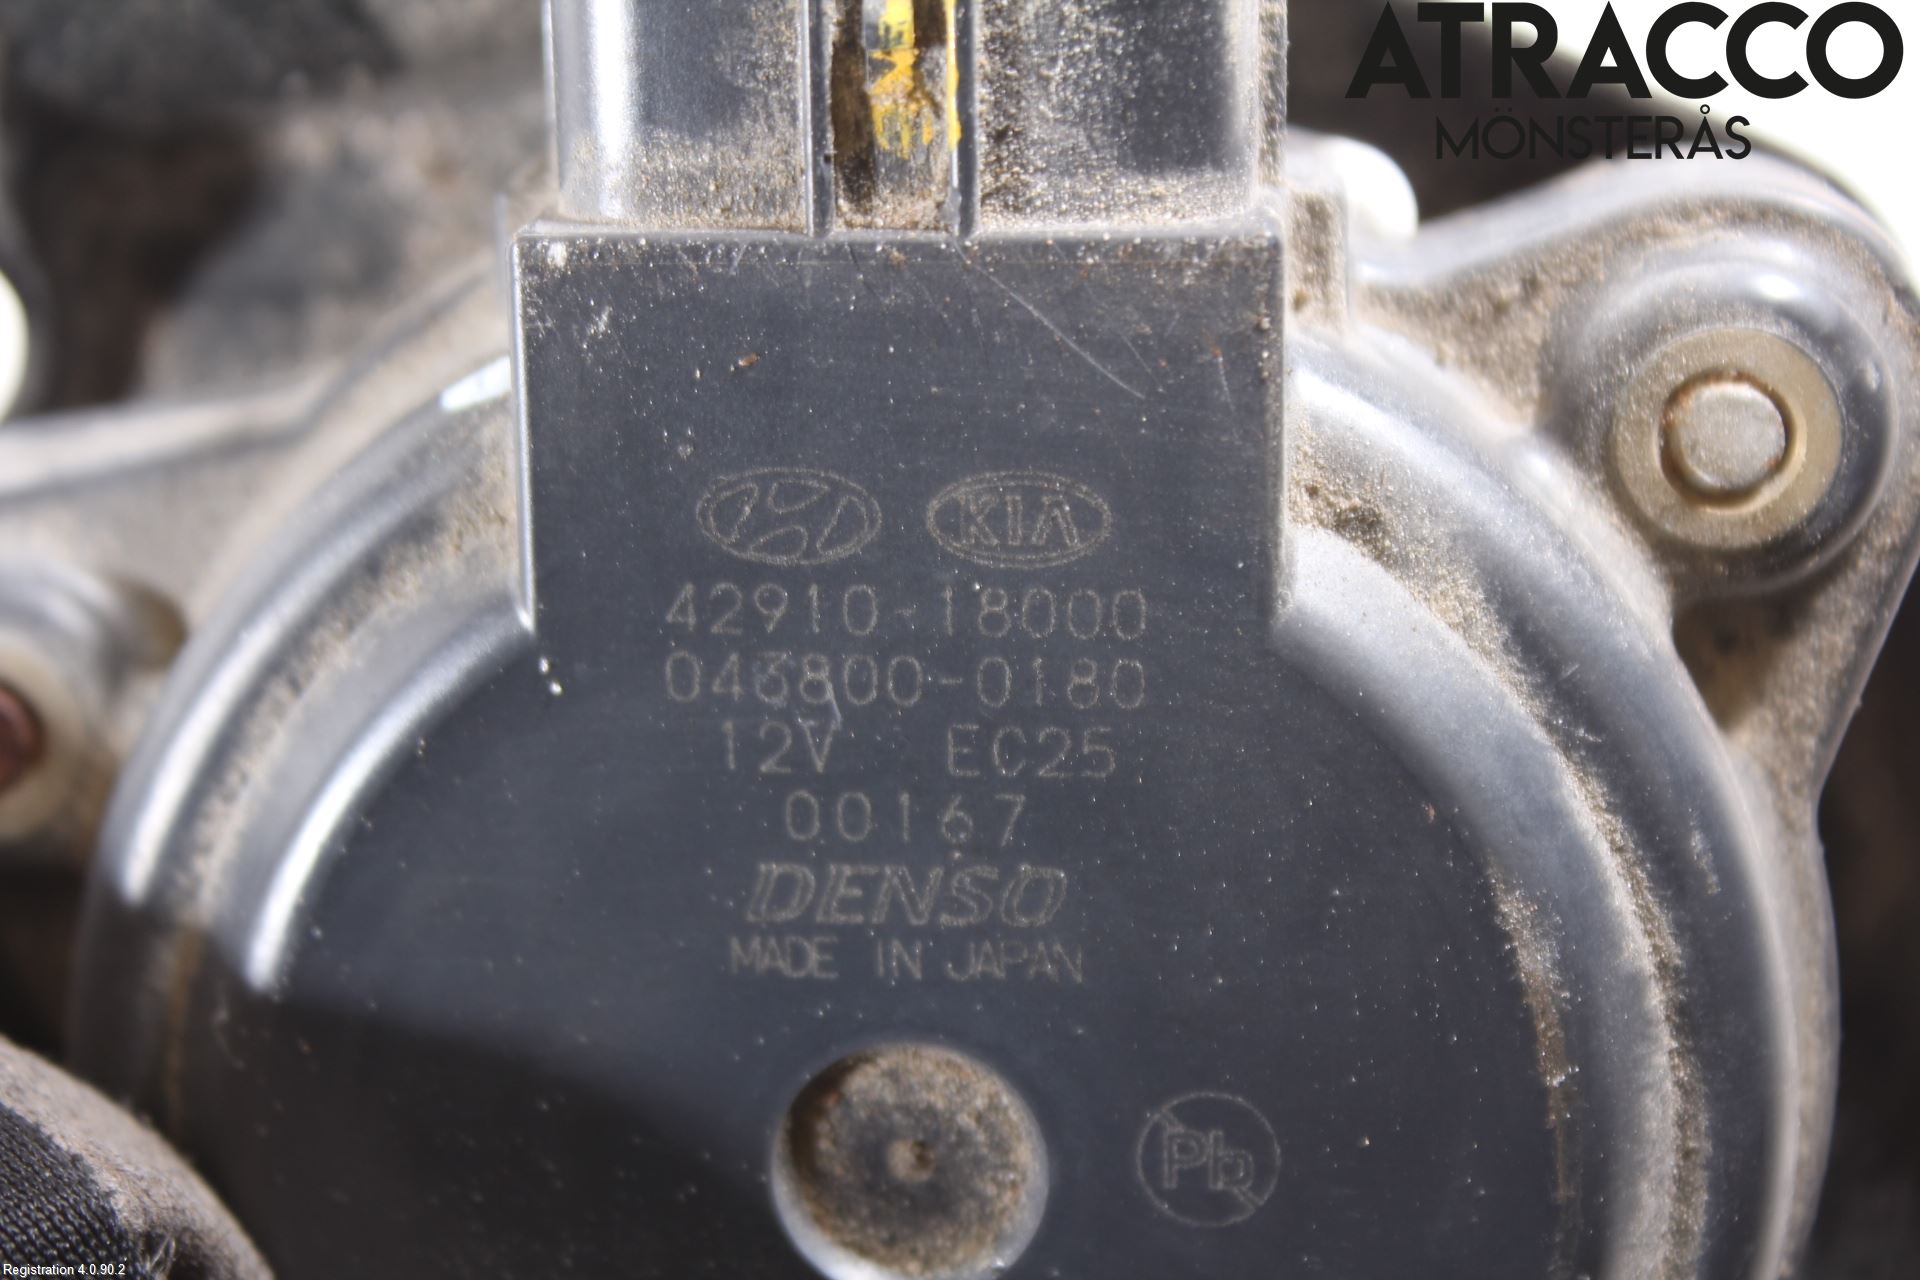 ATRACCO
MÖNSTERÅS
KIA
42910-18000
043800-0180
12V EC25
00167
DENSO
MADE IN JAPAN
Pb
Registration 4.0.90.2